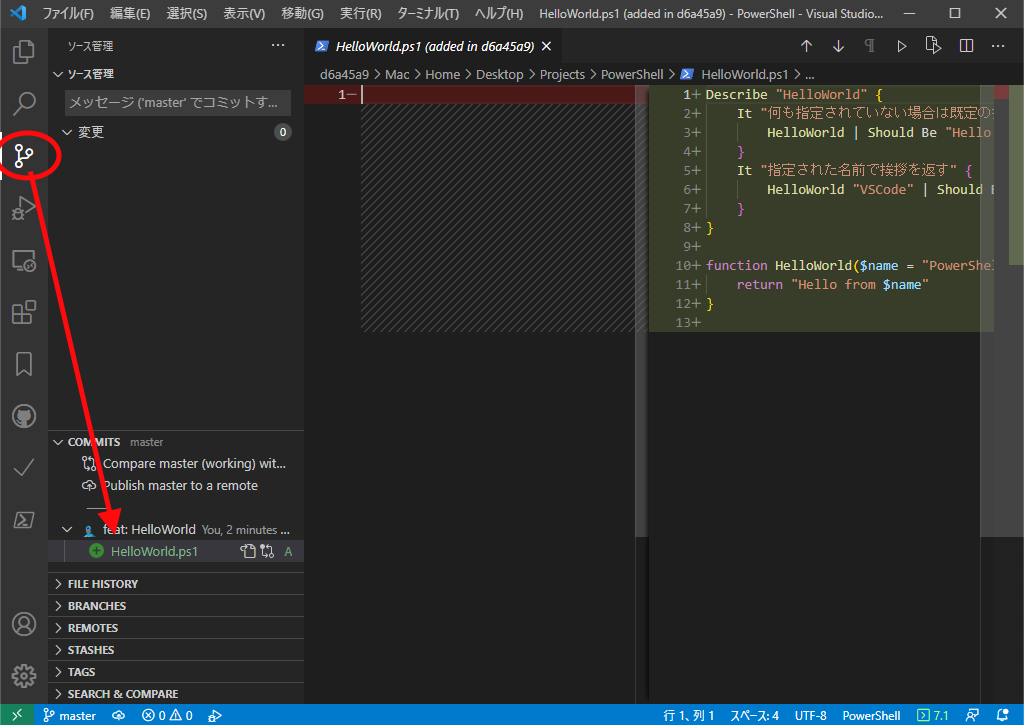 ファイル(F) 編集(E) 選択(S) 表示(V) 移動(G) 実行(R) ターミナル(T) ヘルプ(H) HelloWorld.ps1 (added in d6a45a9) - PowerShell - Visual Studio...
ソース管理
ソース管理
メッセージ ('master' でコミットす...
変更 0
COMMITS master
Compare master (working) wit...
Publish master to a remote
feat: HelloWorld You, 2 minutes ...
HelloWorld.ps1 A
FILE HISTORY
BRANCHES
REMOTES
STASHES
TAGS
SEARCH & COMPARE
HelloWorld.ps1 (added in d6a45a9)
d6a45a9 > Mac > Home > Desktop > Projects > PowerShell > HelloWorld.ps1 > ...
1−
1+ Describe "HelloWorld" {
2+ It "何も指定されていない場合は既定の
3+ HelloWorld | Should Be "Hello
4+ }
5+ It "指定された名前で挨拶を返す" {
6+ HelloWorld "VSCode" | Should
7+ }
8+ }
9+
10+ function HelloWorld($name = "PowerShel
11+ return "Hello from $name"
12+ }
13+
master 0 0 行 1、列 1 スペース: 4 UTF-8 PowerShell 7.1